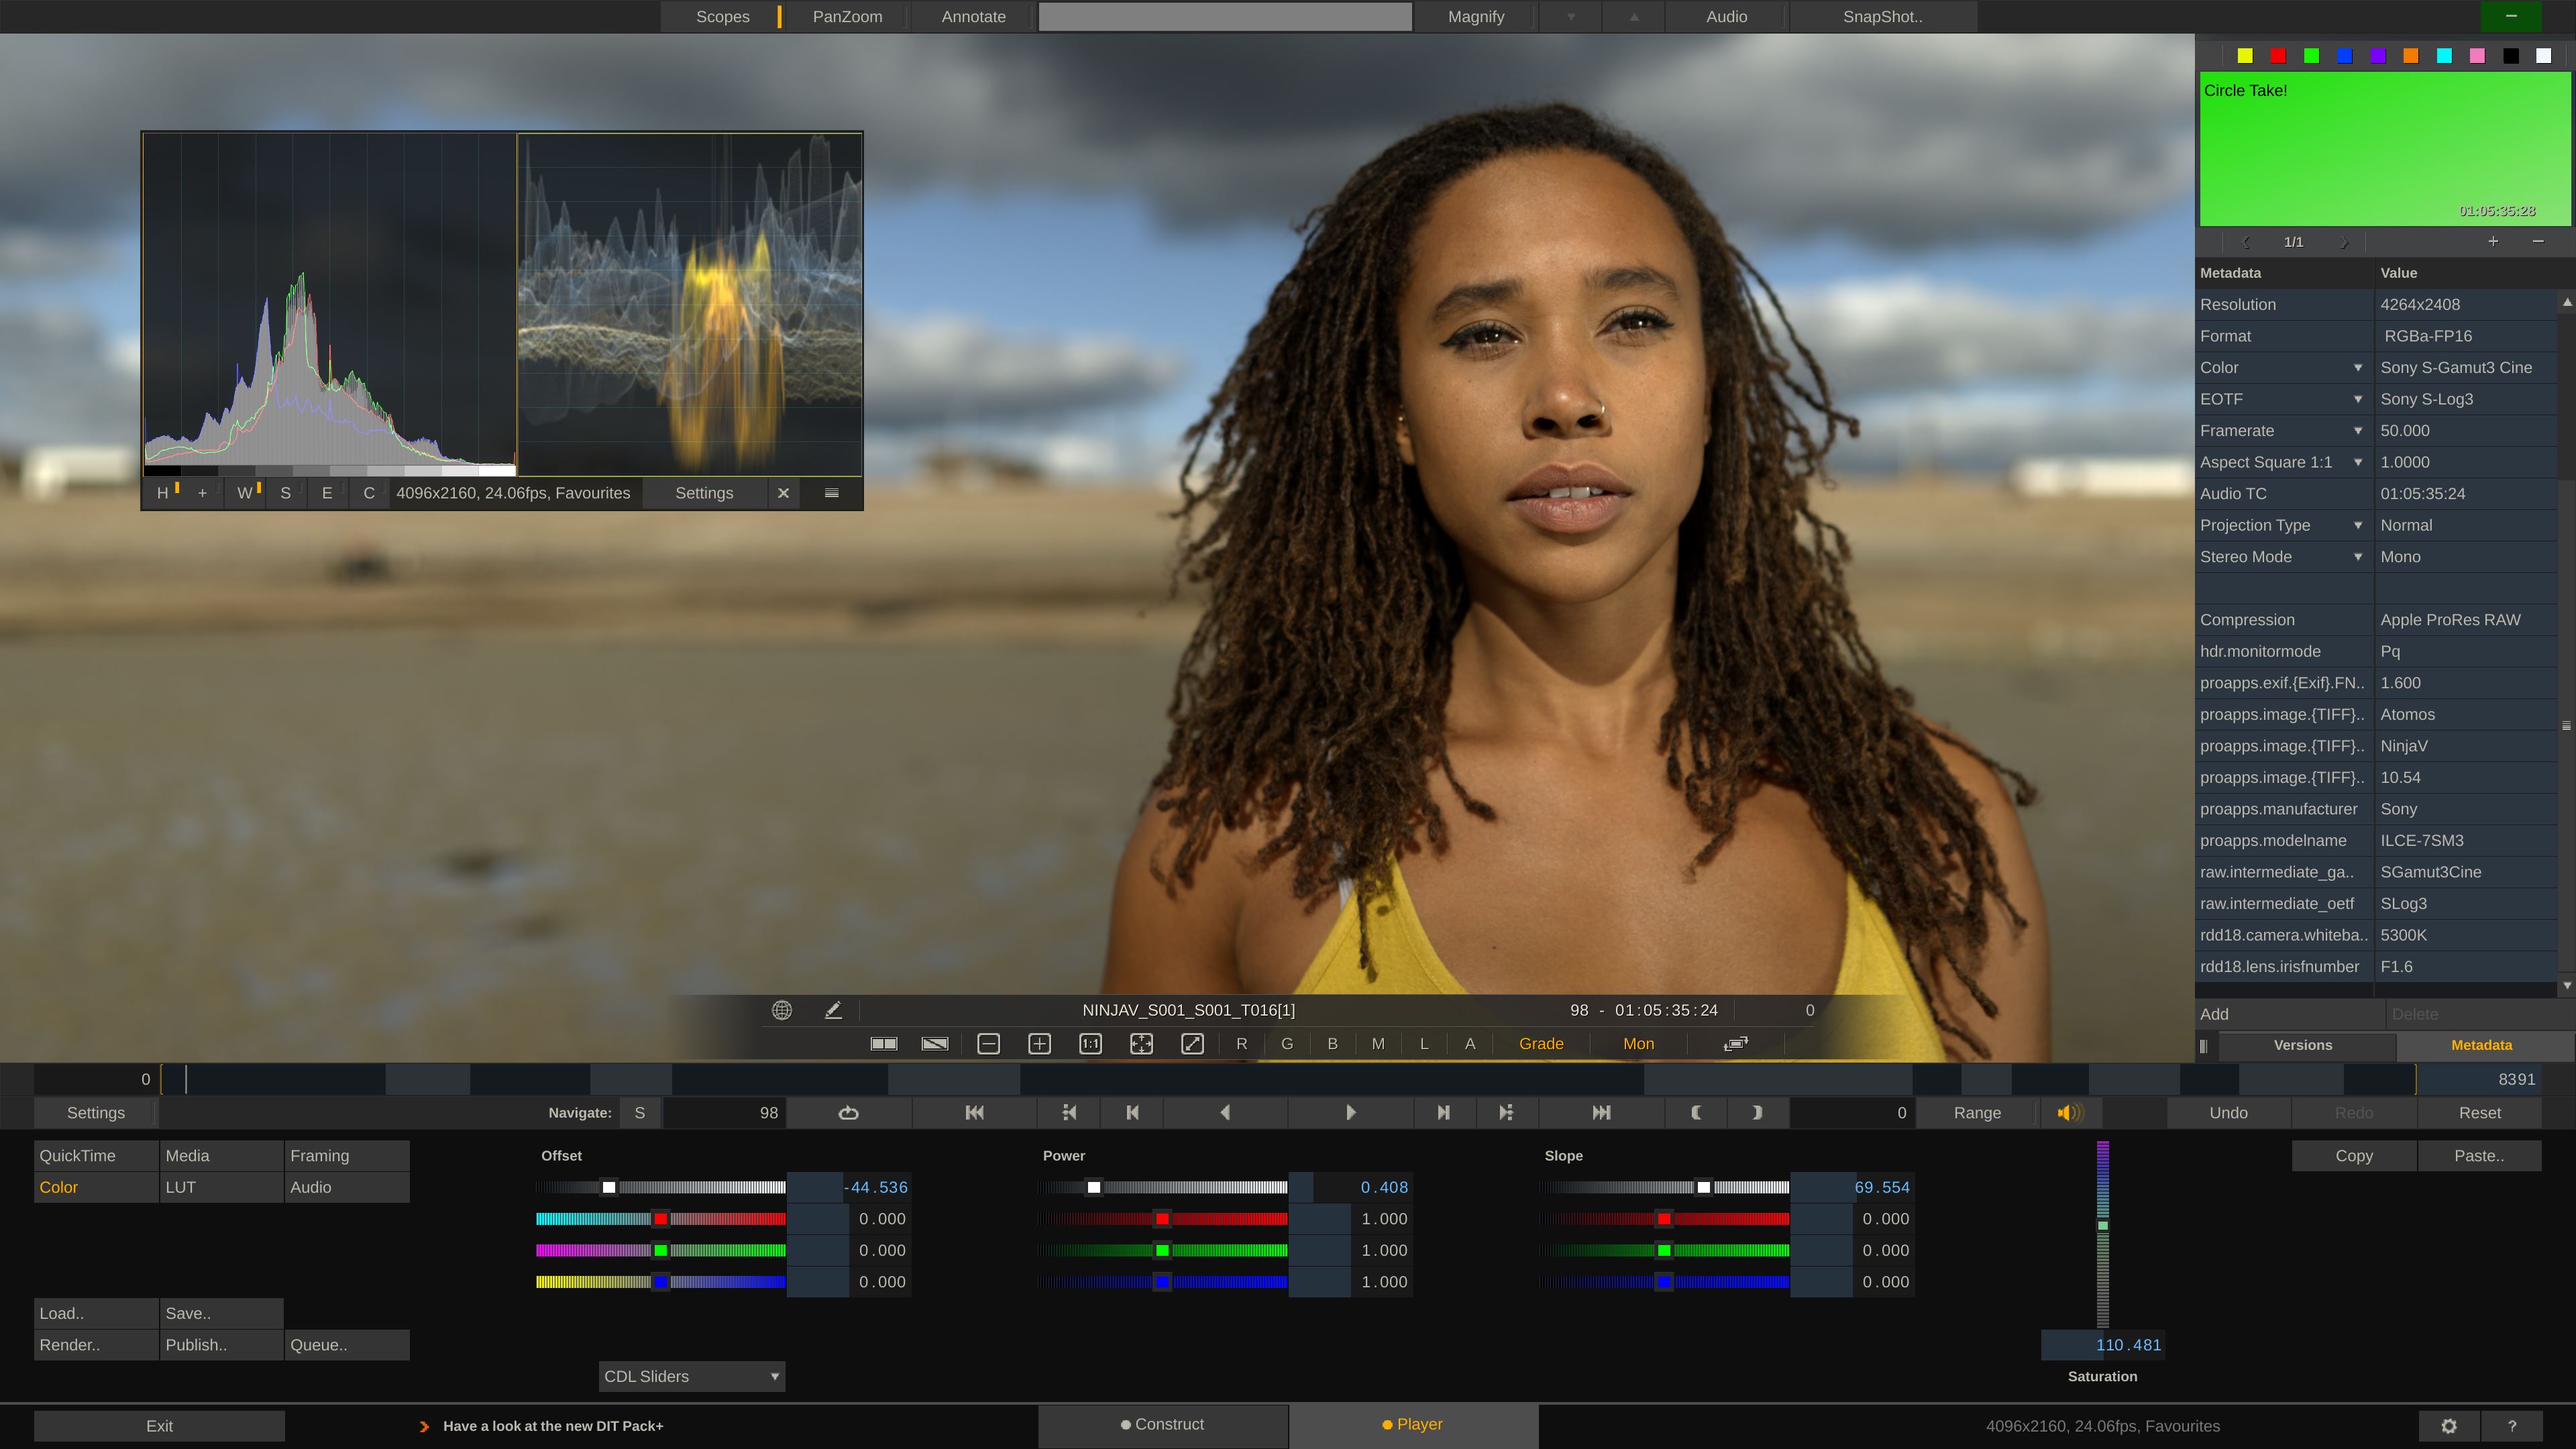 Scopes PanZoom Annotate Magnify Audio SnapShot..
Circle Take!
01:05:35:28
1/1
Metadata Value
Resolution 4264x2408
Format RGBa-FP16
Color Sony S-Gamut3 Cine
EOTF Sony S-Log3
Framerate 50.000
Aspect Square 1:1 1.0000
Audio TC 01:05:35:24
Projection Type Normal
Stereo Mode Mono
Compression Apple ProRes RAW
hdr.monitormode Pq
proapps.exif.{Exif}.FN.. 1.600
proapps.image.{TIFF}.. Atomos
proapps.image.{TIFF}.. NinjaV
proapps.image.{TIFF}.. 10.54
proapps.manufacturer Sony
proapps.modelname ILCE-7SM3
raw.intermediate_ga.. SGamut3Cine
raw.intermediate_oetf SLog3
rdd18.camera.whiteba.. 5300K
rdd18.lens.irisfnumber F1.6
Add Delete
Versions Metadata
H + W S E C 4096x2160, 24.06fps, Favourites Settings
NINJAV_S001_S001_T016[1] 98 - 01:05:35:24 0
1:1 R G B M L A Grade Mon
0 8391
Settings Navigate: S 98 0 Range Undo Redo Reset
QuickTime Media Framing Offset Power Slope Copy Paste..
Color LUT Audio -44.536 0.408 69.554
0.000 1.000 0.000
0.000 1.000 0.000
0.000 1.000 0.000
Load.. Save..
Render.. Publish.. Queue.. 110.481
CDL Sliders Saturation
Exit Have a look at the new DIT Pack+ Construct Player 4096x2160, 24.06fps, Favourites ?